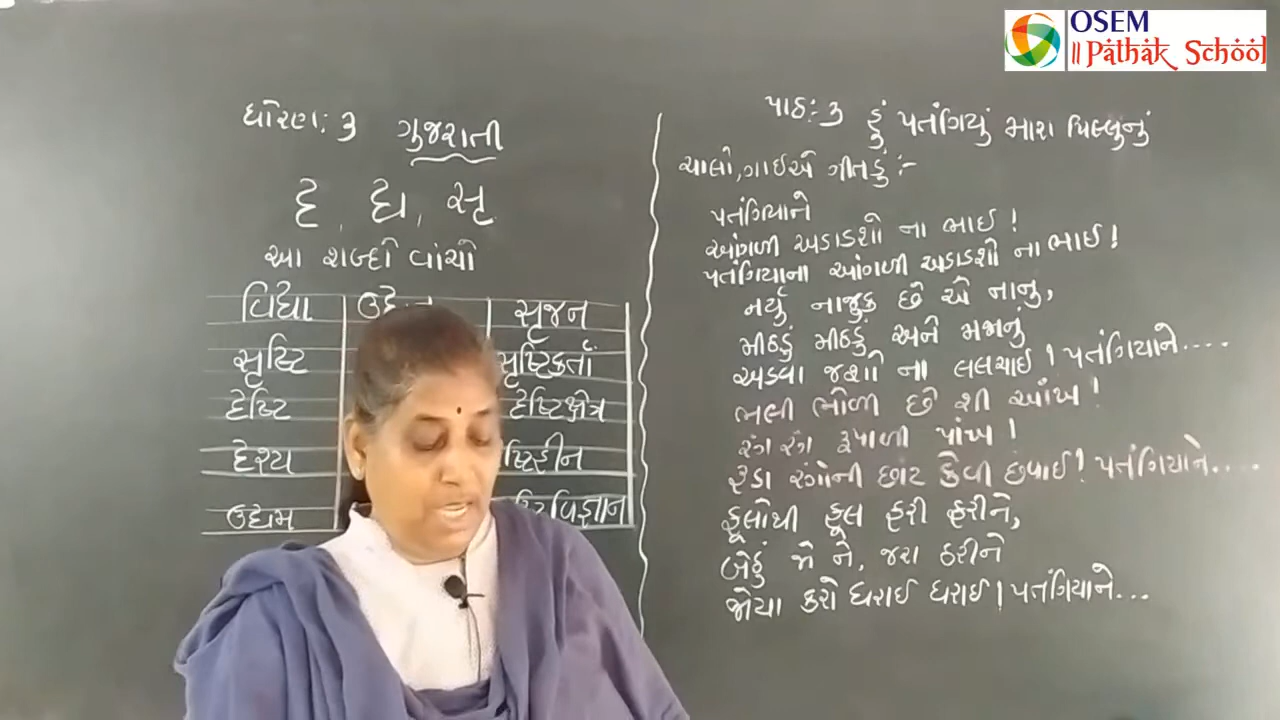 OSEM
Pathak School
ધોરણ: ૩ ગુજરાતી
દૃ, દ્ય, સૃ
આ શબ્દો વાંચો
વિદ્યા
સૃજન
સૃષ્ટિ
સૃષ્ટિકર્તા
દૃષ્ટિ
દૃષ્ટિક્ષેત્ર
દૃશ્ય
ષ્ટિહીન
ઉદ્યમ
ષ્ટિવિજ્ઞાન
પાઠ: ૩ હું પતંગિયું મારા પિલ્લુનું
ચાલો, ગાઈએ ગીતડું :-
પતંગિયાને
આંગળી અડાડશો ના ભાઈ !
પતંગિયાના આંગળી અડાડશો ના ભાઈ !
નર્યું નાજુક છે એ નાનુ,
મીઠડું મીઠડું અને મજાનું
અડવા જશો ના લલચાઈ ! પતંગિયાને....
ભલી ભોળી છે શી આંખ !
રંગ રંગ રૂપાળી પાંખ !
રૂડા રંગોની છાંટ કેવી છવાઈ ! પતંગિયાને....
ફૂલોથી ફૂલ ફરી ફરીને,
બેઠું એ ને, જરા ઠરીને
જોયા કરો ધરાઈ ધરાઈ ! પતંગિયાને...